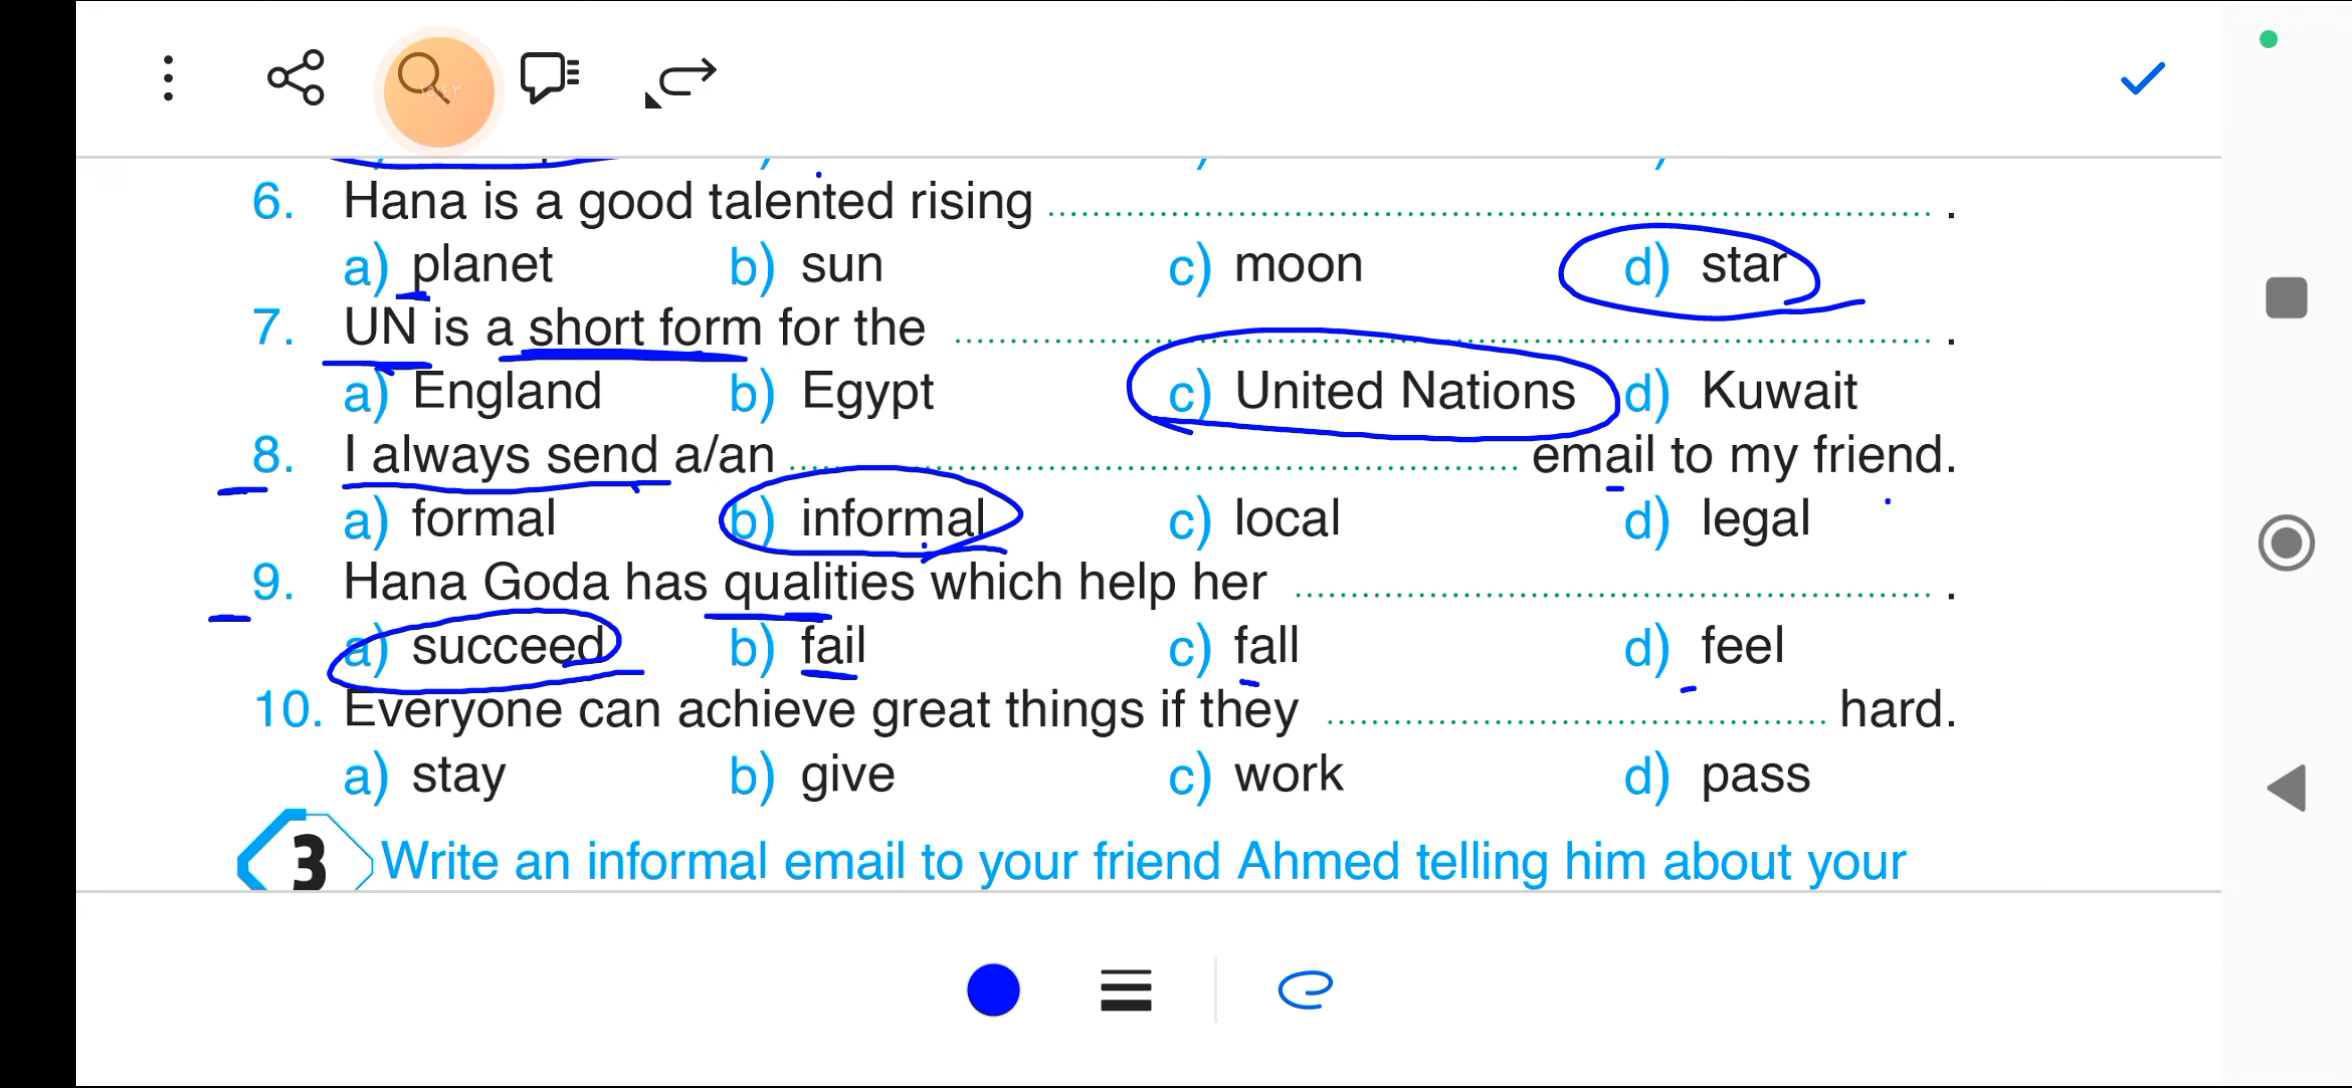 6. Hana is a good talented rising .
a) planet b) sun c) moon d) star
7. UN is a short form for the .
a) England b) Egypt c) United Nations d) Kuwait
8. I always send a/an email to my friend.
a) formal b) informal c) local d) legal
9. Hana Goda has qualities which help her .
a) succeed b) fail c) fall d) feel
10. Everyone can achieve great things if they hard.
a) stay b) give c) work d) pass
3 Write an informal email to your friend Ahmed telling him about your